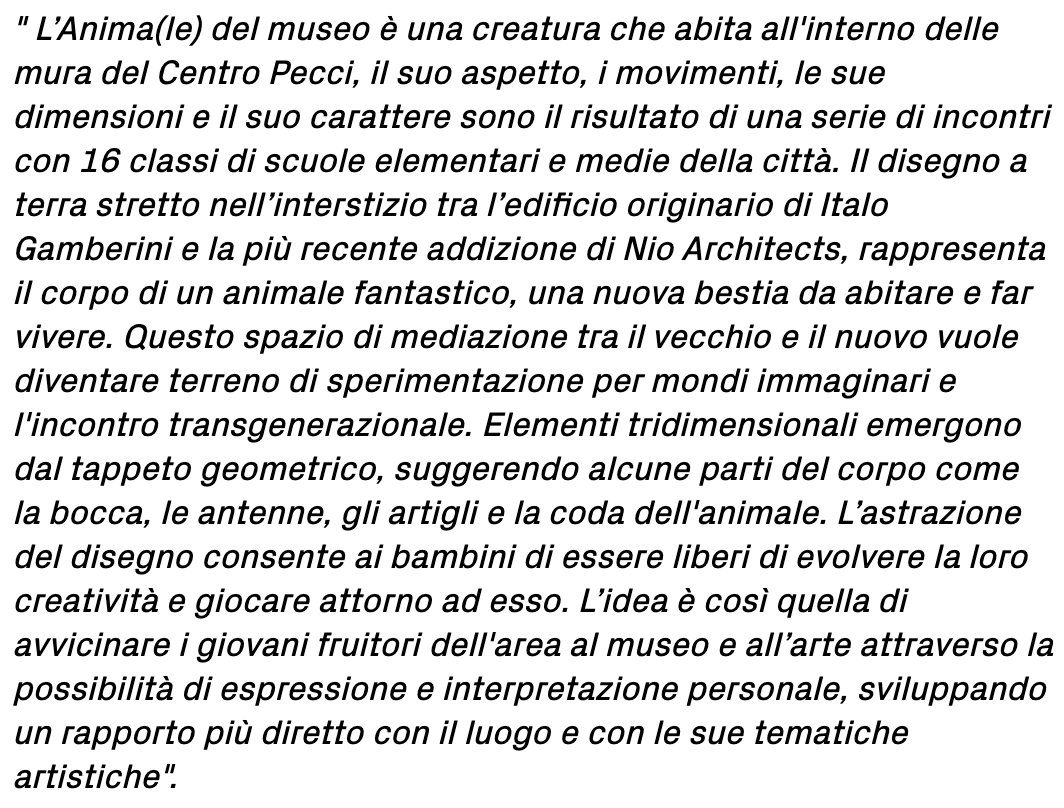 " L’Anima(le) del museo è una creatura che abita all'interno delle
mura del Centro Pecci, il suo aspetto, i movimenti, le sue
dimensioni e il suo carattere sono il risultato di una serie di incontri
con 16 classi di scuole elementari e medie della città. Il disegno a
terra stretto nell’interstizio tra l’edificio originario di Italo
Gamberini e la più recente addizione di Nio Architects, rappresenta
il corpo di un animale fantastico, una nuova bestia da abitare e far
vivere. Questo spazio di mediazione tra il vecchio e il nuovo vuole
diventare terreno di sperimentazione per mondi immaginari e
l'incontro transgenerazionale. Elementi tridimensionali emergono
dal tappeto geometrico, suggerendo alcune parti del corpo come
la bocca, le antenne, gli artigli e la coda dell'animale. L’astrazione
del disegno consente ai bambini di essere liberi di evolvere la loro
creatività e giocare attorno ad esso. L’idea è così quella di
avvicinare i giovani fruitori dell'area al museo e all’arte attraverso la
possibilità di espressione e interpretazione personale, sviluppando
un rapporto più diretto con il luogo e con le sue tematiche
artistiche".